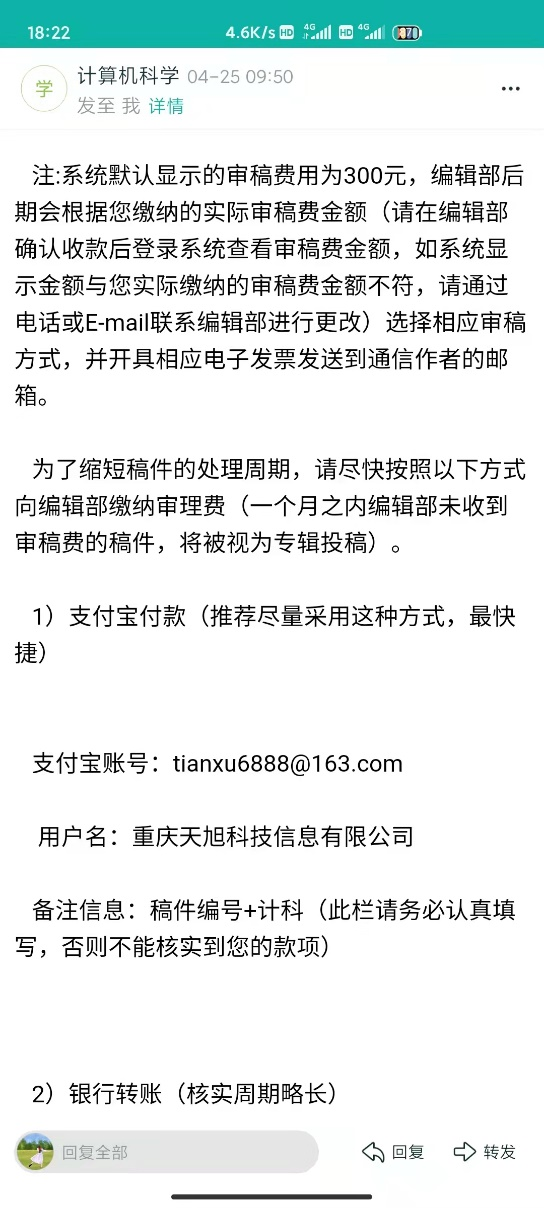 18:22
4.6K/s HD 4G HD 4G 87
学
计算机科学 04-25 09:50
发至 我 详情
注:系统默认显示的审稿费用为300元，编辑部后
期会根据您缴纳的实际审稿费金额（请在编辑部
确认收款后登录系统查看审稿费金额，如系统显
示金额与您实际缴纳的审稿费金额不符，请通过
电话或E-mail联系编辑部进行更改）选择相应审稿
方式，并开具相应电子发票发送到通信作者的邮
箱。
为了缩短稿件的处理周期，请尽快按照以下方式
向编辑部缴纳审理费（一个月之内编辑部未收到
审稿费的稿件，将被视为专辑投稿）。
1）支付宝付款（推荐尽量采用这种方式，最快
捷）
支付宝账号：tianxu6888@163.com
用户名：重庆天旭科技信息有限公司
备注信息：稿件编号+计科（此栏请务必认真填
写，否则不能核实到您的款项）
2）银行转账（核实周期略长）
回复全部
回复
转发